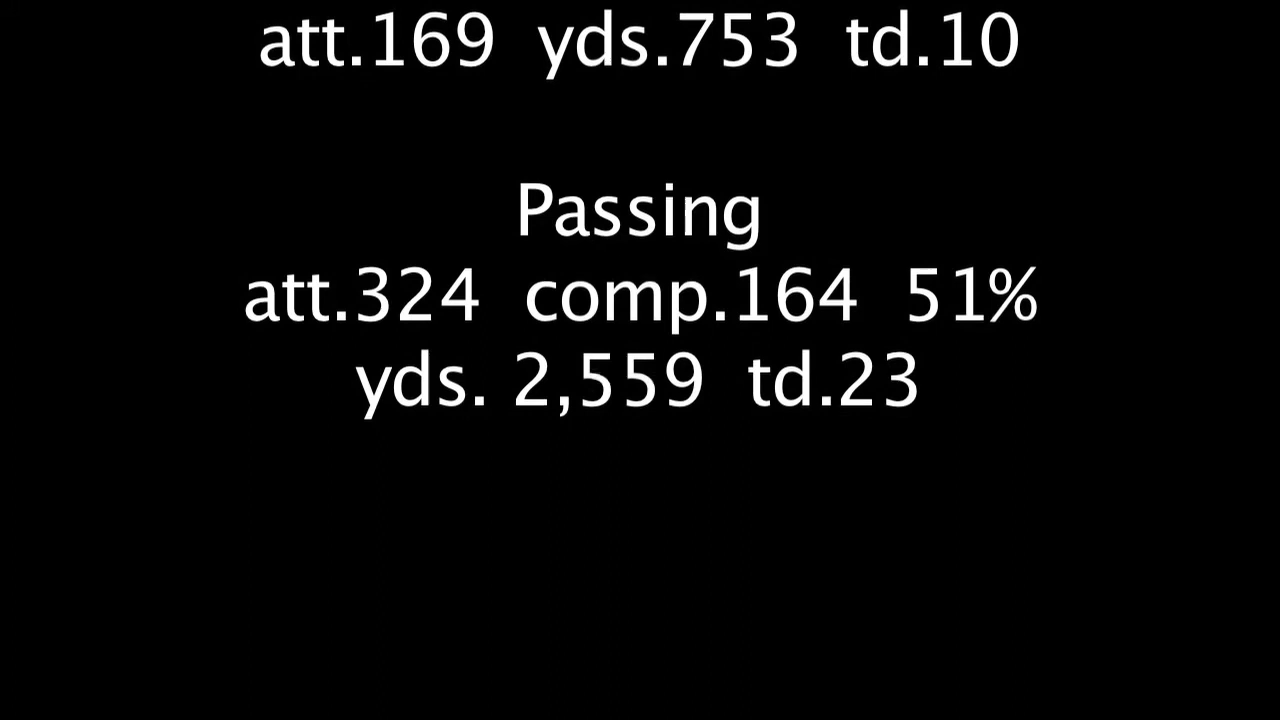 att.169 yds.753 td.10
Passing
att.324 comp.164 51%
yds. 2,559 td.23